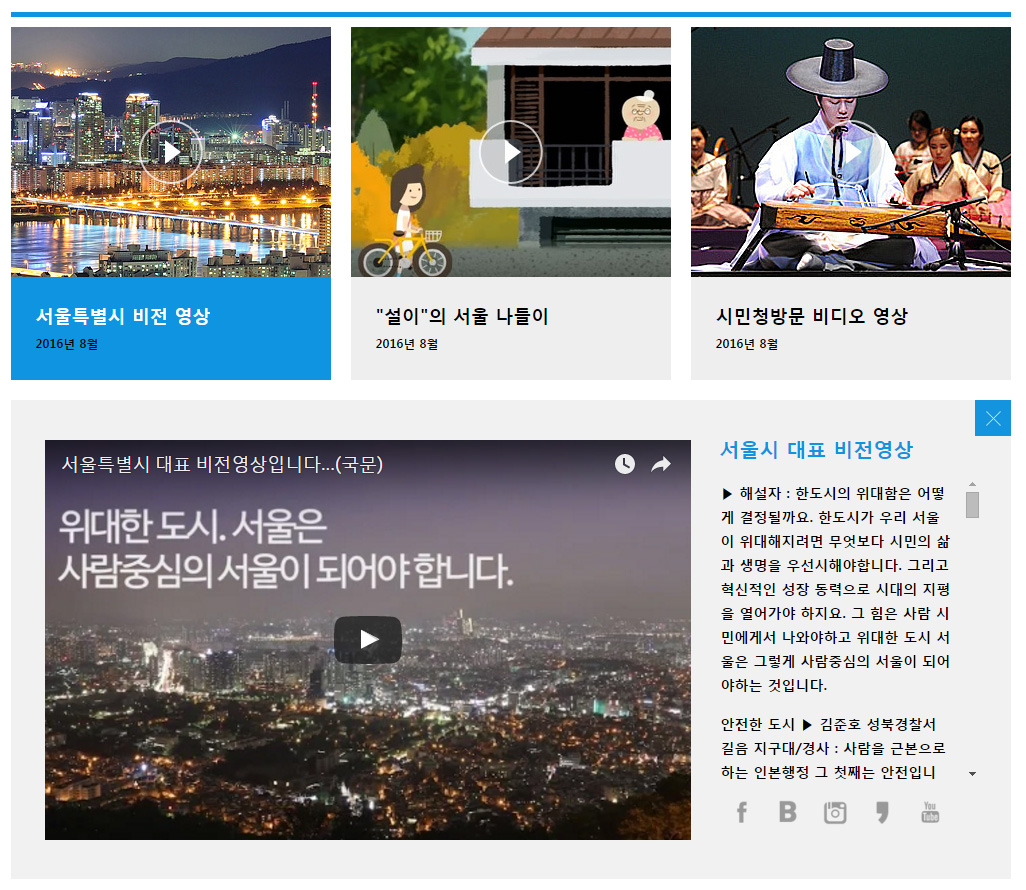 서울특별시 비전 영상
2016년 8월
"설이"의 서울 나들이
2016년 8월
시민청방문 비디오 영상
2016년 8월
서울특별시 대표 비전영상입니다...(국문)
위대한 도시. 서울은
사람중심의 서울이 되어야 합니다.
서울시 대표 비전영상
▶ 해설자 : 한도시의 위대함은 어떻
게 결정될까요. 한도시가 우리 서울
이 위대해지려면 무엇보다 시민의 삶
과 생명을 우선시해야합니다. 그리고
혁신적인 성장 동력으로 시대의 지평
을 열어가야 하지요. 그 힘은 사람 시
민에게서 나와야하고 위대한 도시 서
울은 그렇게 사람중심의 서울이 되어
야하는 것입니다.
안전한 도시 ▶ 김준호 성북경찰서
길음 지구대/경사 : 사람을 근본으로
하는 인본행정 그 첫째는 안전입니
f B You
Tube